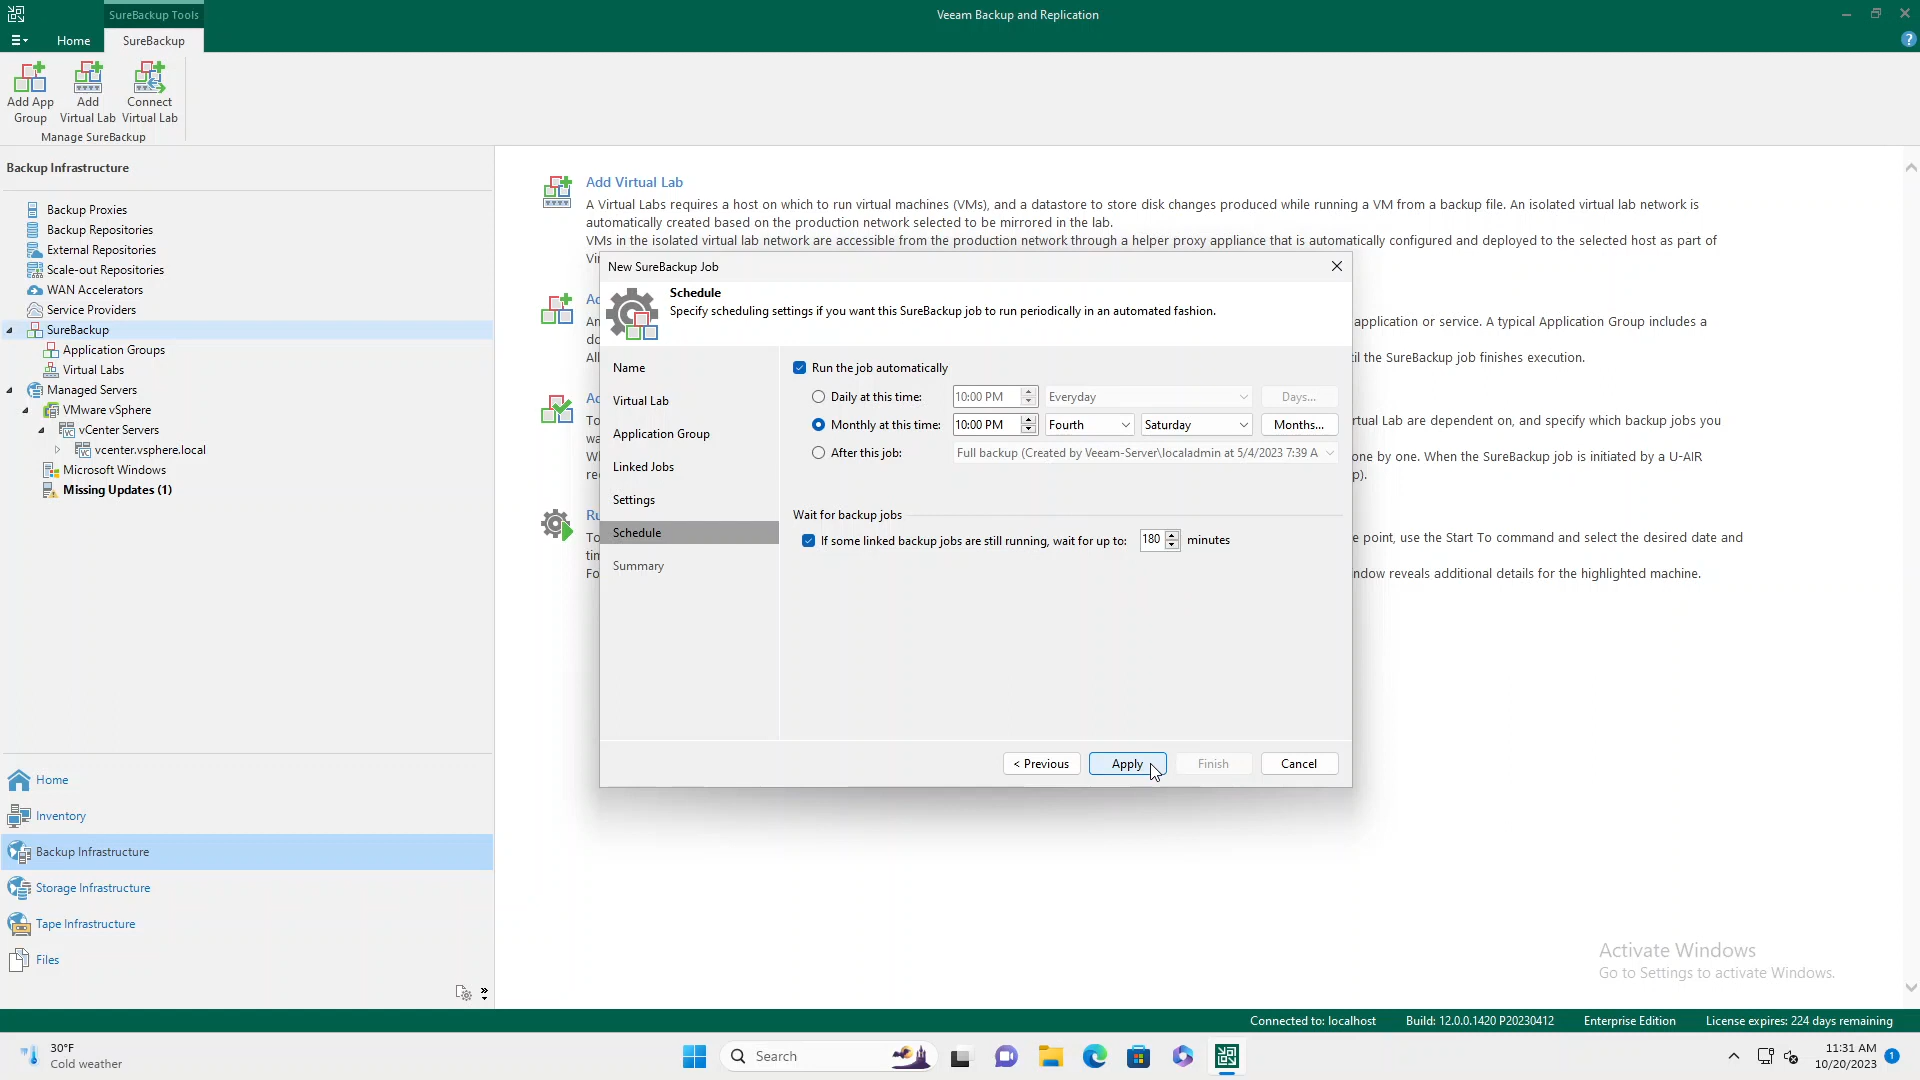 SureBackup Tools
Veeam Backup and Replication
Home
SureBackup
Add App Group
Add Virtual Lab
Connect Virtual Lab
Manage SureBackup
Backup Infrastructure
Backup Proxies
Backup Repositories
External Repositories
Scale-out Repositories
WAN Accelerators
Service Providers
SureBackup
Application Groups
Virtual Labs
Managed Servers
VMware vSphere
vCenter Servers
vcenter.vsphere.local
Microsoft Windows
Missing Updates (1)
Home
Inventory
Backup Infrastructure
Storage Infrastructure
Tape Infrastructure
Files
Add Virtual Lab
A Virtual Labs requires a host on which to run virtual machines (VMs), and a datastore to store disk changes produced while running a VM from a backup file. An isolated virtual lab network is
automatically created based on the production network selected to be mirrored in the lab.
VMs in the isolated virtual lab network are accessible from the production network through a helper proxy appliance that is automatically configured and deployed to the selected host as part of
application or service. A typical Application Group includes a
til the SureBackup job finishes execution.
rtual Lab are dependent on, and specify which backup jobs you
one by one. When the SureBackup job is initiated by a U-AIR
p).
e point, use the Start To command and select the desired date and
ndow reveals additional details for the highlighted machine.
New SureBackup Job
Schedule
Specify scheduling settings if you want this SureBackup job to run periodically in an automated fashion.
Name
Virtual Lab
Application Group
Linked Jobs
Settings
Schedule
Summary
Run the job automatically
Daily at this time: 10:00 PM Everyday Days...
Monthly at this time: 10:00 PM Fourth Saturday Months...
After this job: Full backup (Created by Veeam-Server\localadmin at 5/4/2023 7:39 A
Wait for backup jobs
If some linked backup jobs are still running, wait for up to: 180 minutes
< Previous Apply Finish Cancel
Activate Windows
Go to Settings to activate Windows.
Connected to: localhost Build: 12.0.0.1420 P20230412 Enterprise Edition License expires: 224 days remaining
30°F
Cold weather
Search
11:31 AM
10/20/2023
1